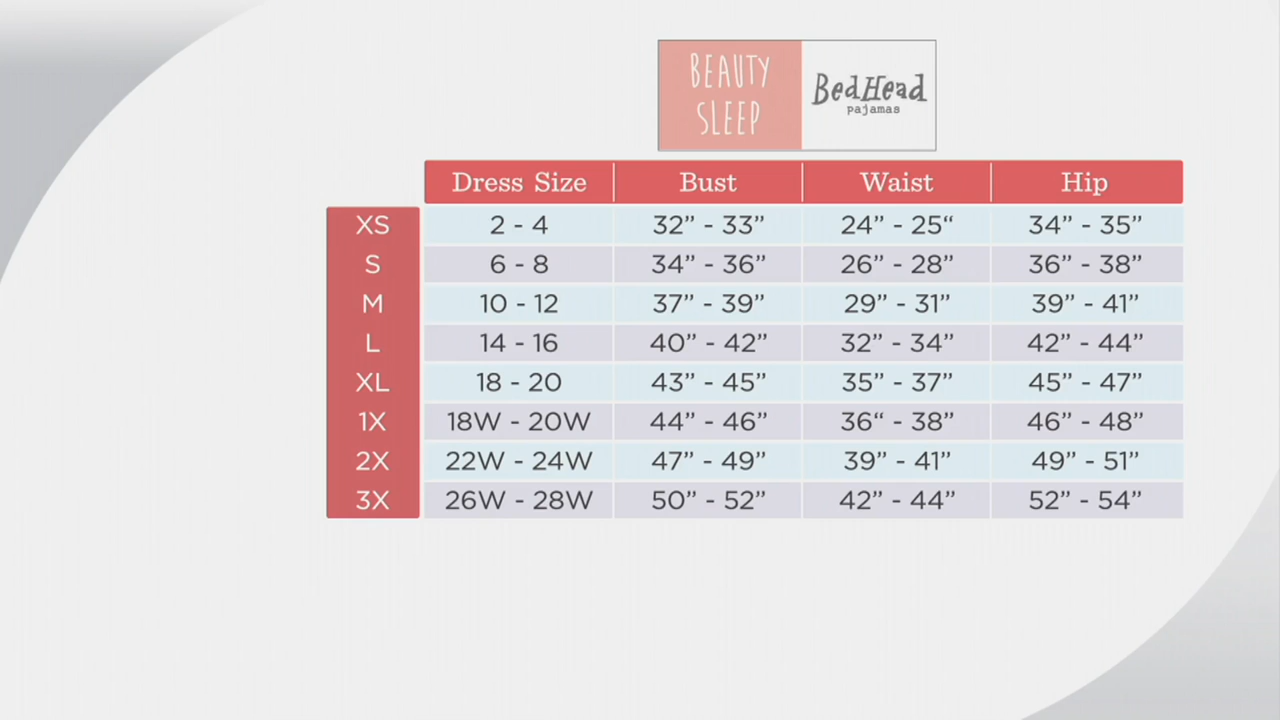 BEAUTY
SLEEP
BedHead
pajamas
Dress Size Bust Waist Hip
XS 2 - 4 32” - 33” 24” - 25“ 34” - 35”
S 6 - 8 34” - 36” 26” - 28” 36” - 38”
M 10 - 12 37” - 39” 29” - 31” 39” - 41”
L 14 - 16 40” - 42” 32” - 34” 42” - 44”
XL 18 - 20 43” - 45” 35” - 37” 45” - 47”
1X 18W - 20W 44” - 46” 36“ - 38” 46” - 48”
2X 22W - 24W 47” - 49” 39” - 41” 49” - 51”
3X 26W - 28W 50” - 52” 42” - 44” 52” - 54”